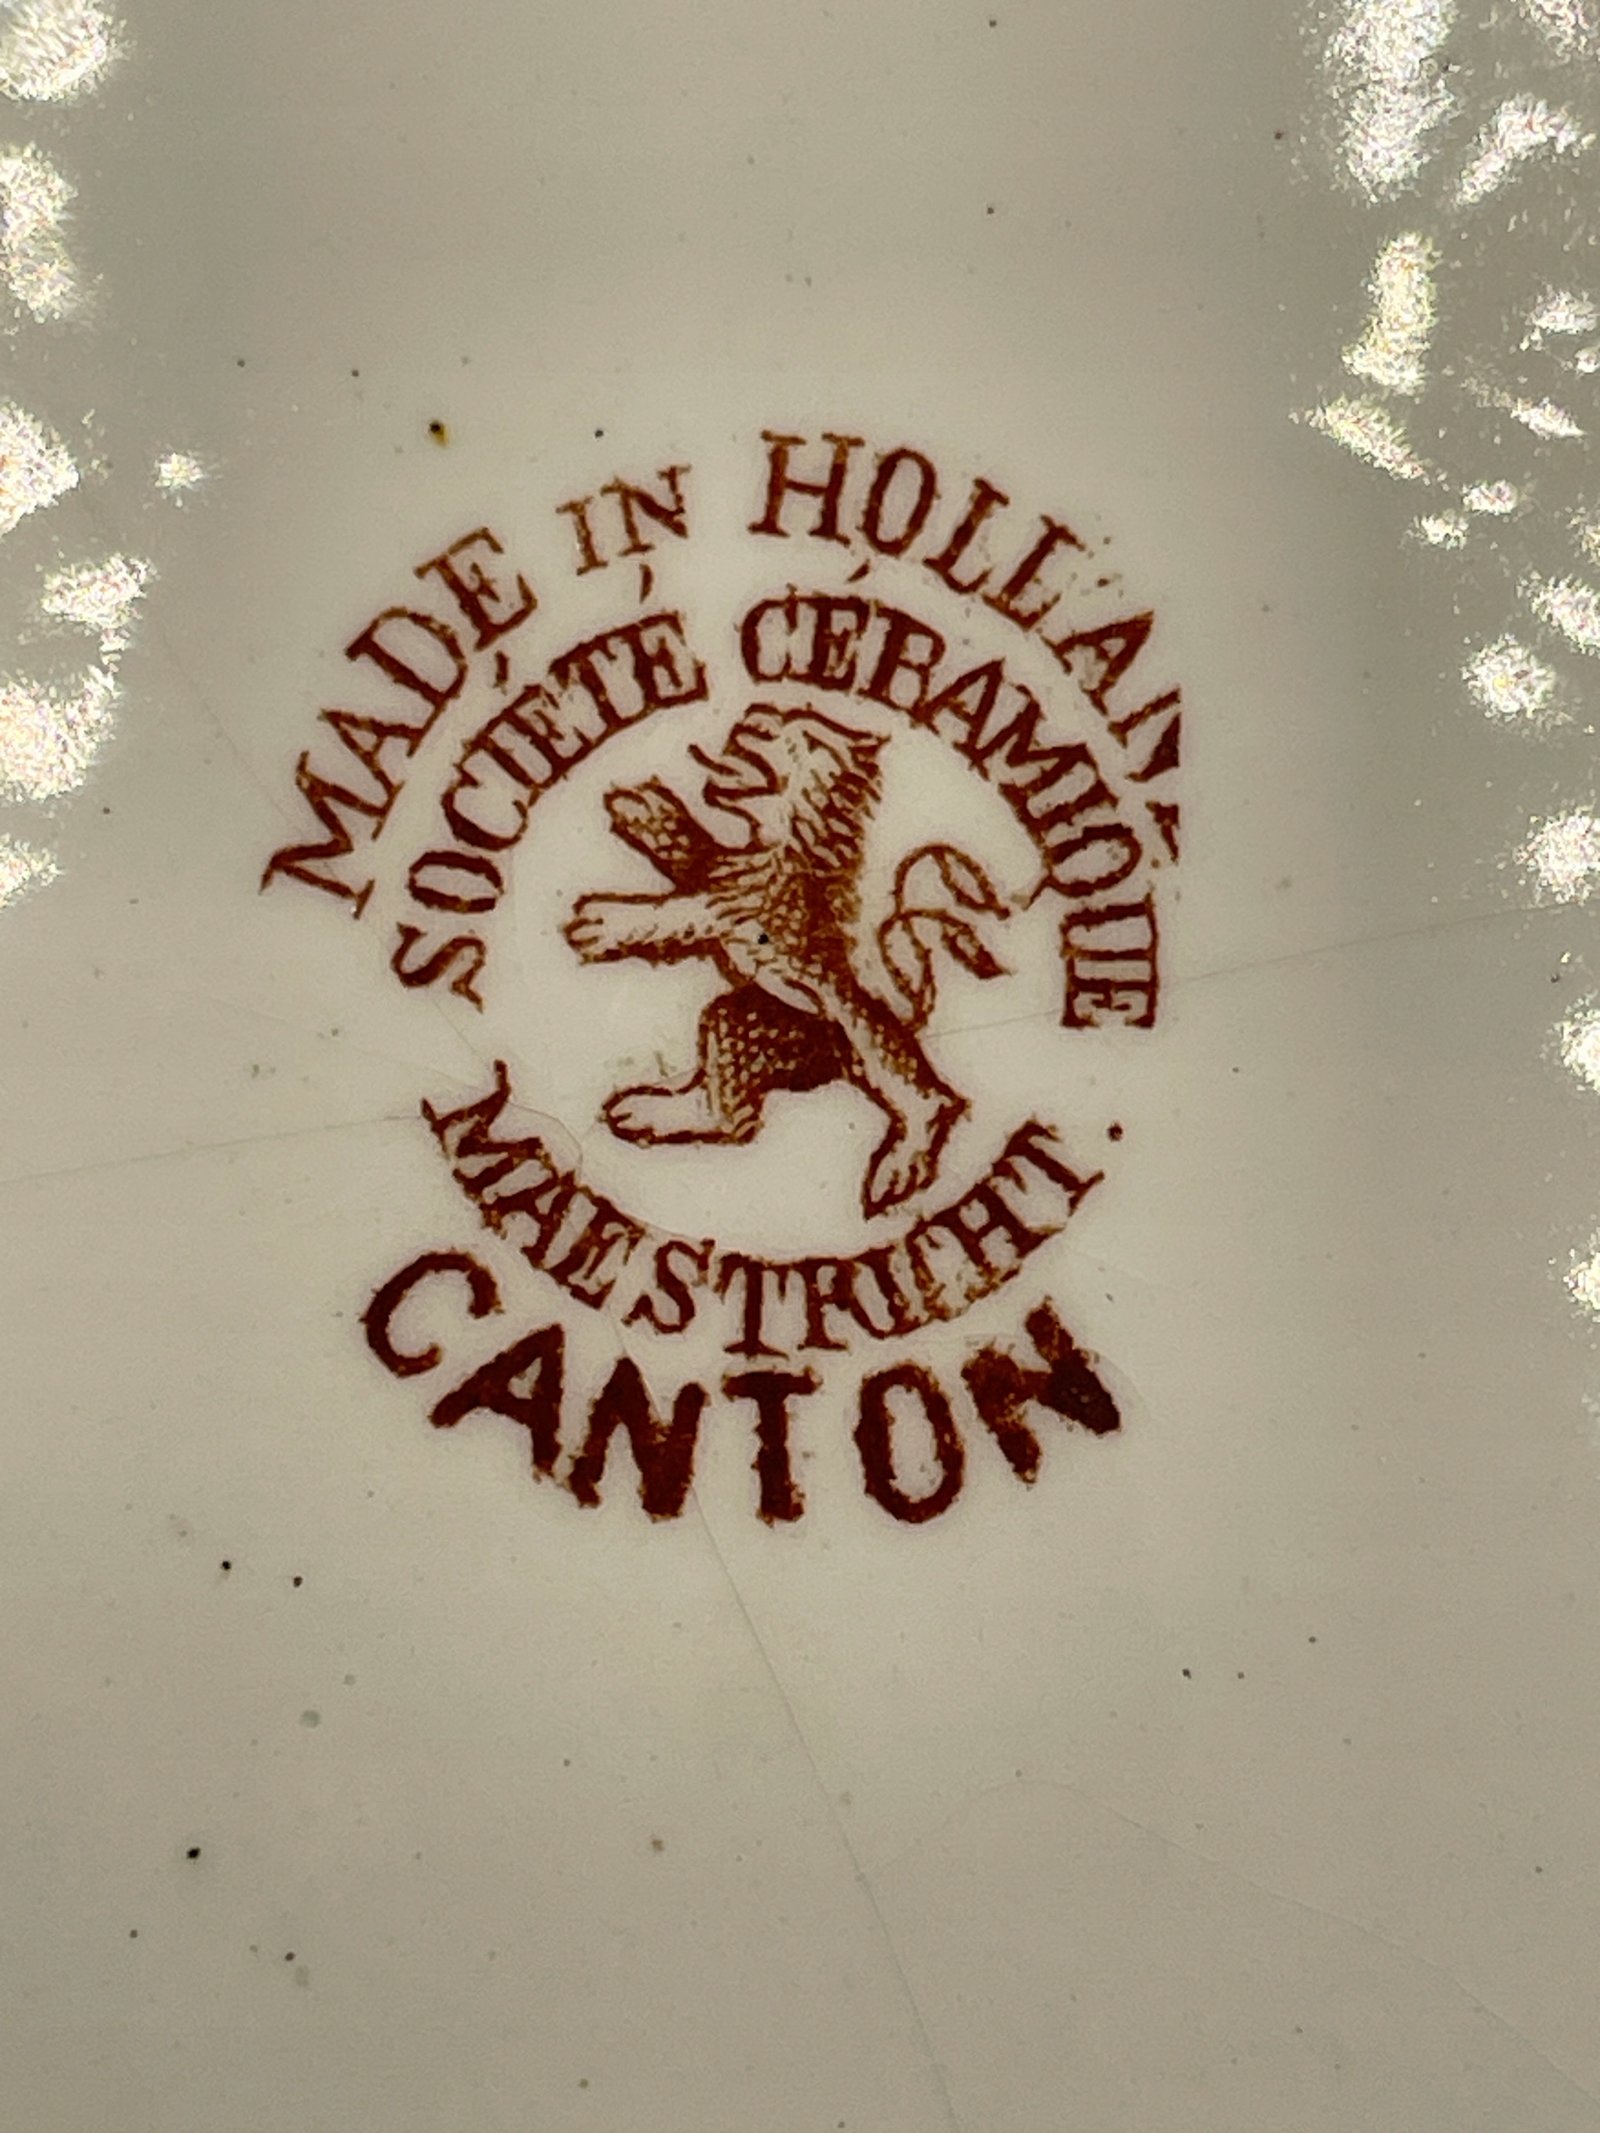 MADE IN HOLLAN
SOCIÉTÉ CÉRAMIQUE
MAESTRICHT.
CANTON